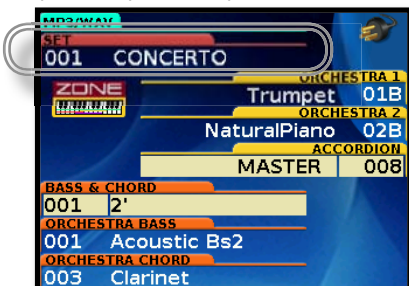 MP3/WAV
SET
001 CONCERTO
ZONE
ORCHESTRA 1
Trumpet 01B
ORCHESTRA 2
NaturalPiano 02B
ACCORDION
MASTER 008
BASS & CHORD
001 2'
ORCHESTRA BASS
001 Acoustic Bs2
ORCHESTRA CHORD
003 Clarinet